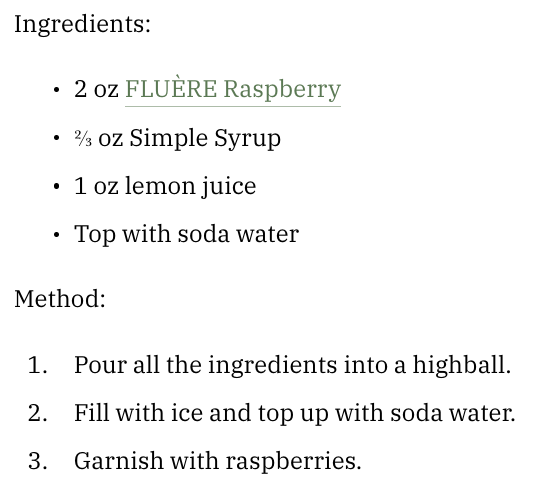 Ingredients:
• 2 oz FLUÈRE Raspberry
• ⅔ oz Simple Syrup
• 1 oz lemon juice
• Top with soda water
Method:
1. Pour all the ingredients into a highball.
2. Fill with ice and top up with soda water.
3. Garnish with raspberries.